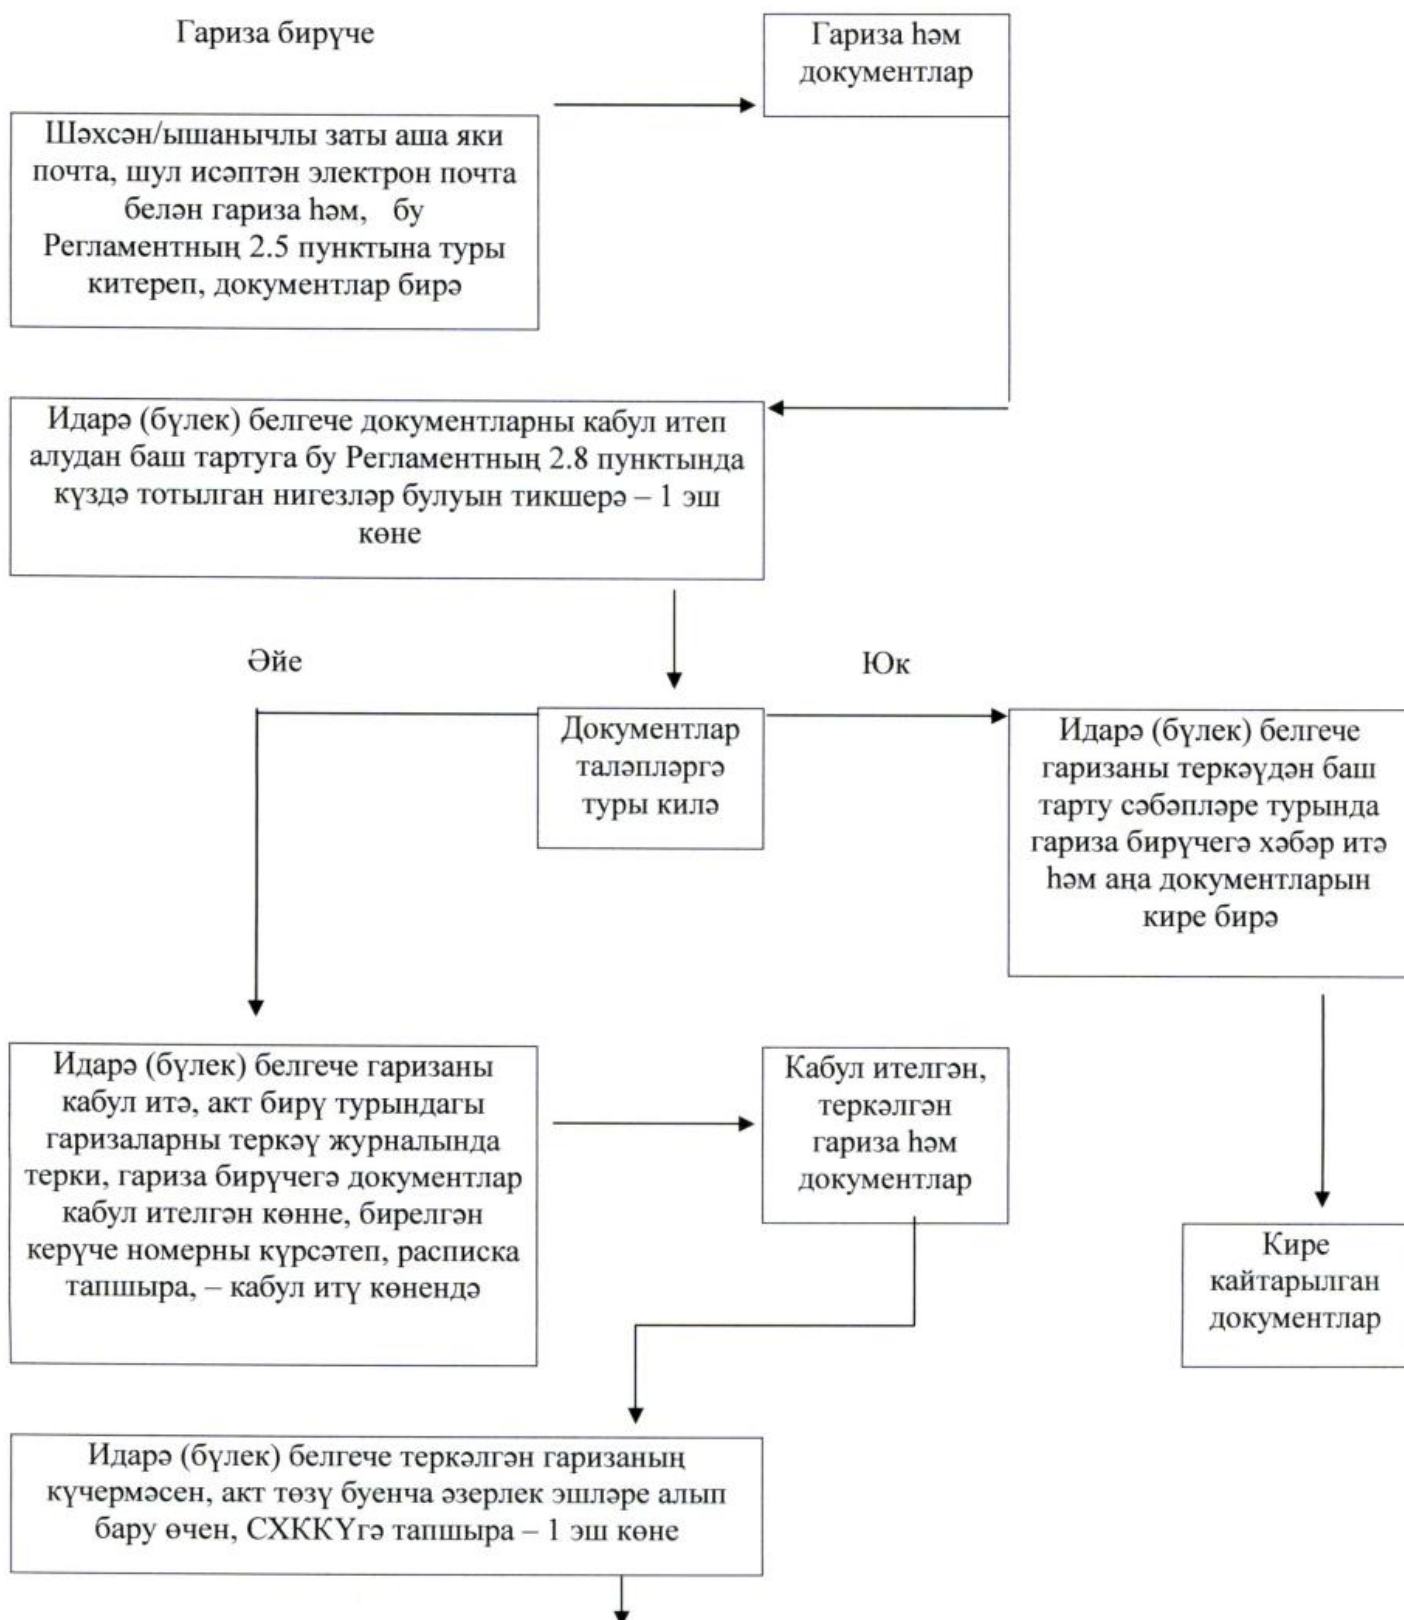 Гариза бирүче
Гариза һәм
документлар
Шәхсән/ышанычлы заты аша яки
почта, шул исәптән электрон почта
белән гариза һәм, бу
Регламентның 2.5 пунктына туры
китереп, документлар бирә
Идарә (бүлек) белгече документларны кабул итеп
алудан баш тартуга бу Регламентның 2.8 пунктында
күздә тотылган нигезләр булуын тикшерә – 1 эш
көне
Әйе
Юк
Документлар
таләпләргә
туры килә
Идарә (бүлек) белгече
гаризаны теркәүдән баш
тарту сәбәпләре турында
гариза бирүчегә хәбәр итә
һәм аңа документларын
кире бирә
Идарә (бүлек) белгече гаризаны
кабул итә, акт бирү турындагы
гаризаларны теркәү журналында
терки, гариза бирүчегә документлар
кабул ителгән көнне, бирелгән
керүче номерны күрсәтеп, расписка
тапшыра, – кабул итү көнендә
Кабул ителгән,
теркәлгән
гариза һәм
документлар
Кире
кайтарылган
документлар
Идарә (бүлек) белгече теркәлгән гаризаның
күчермәсен, акт төзү буенча әзерлек эшләре алып
бару өчен, СХККҮгә тапшыра – 1 эш көне